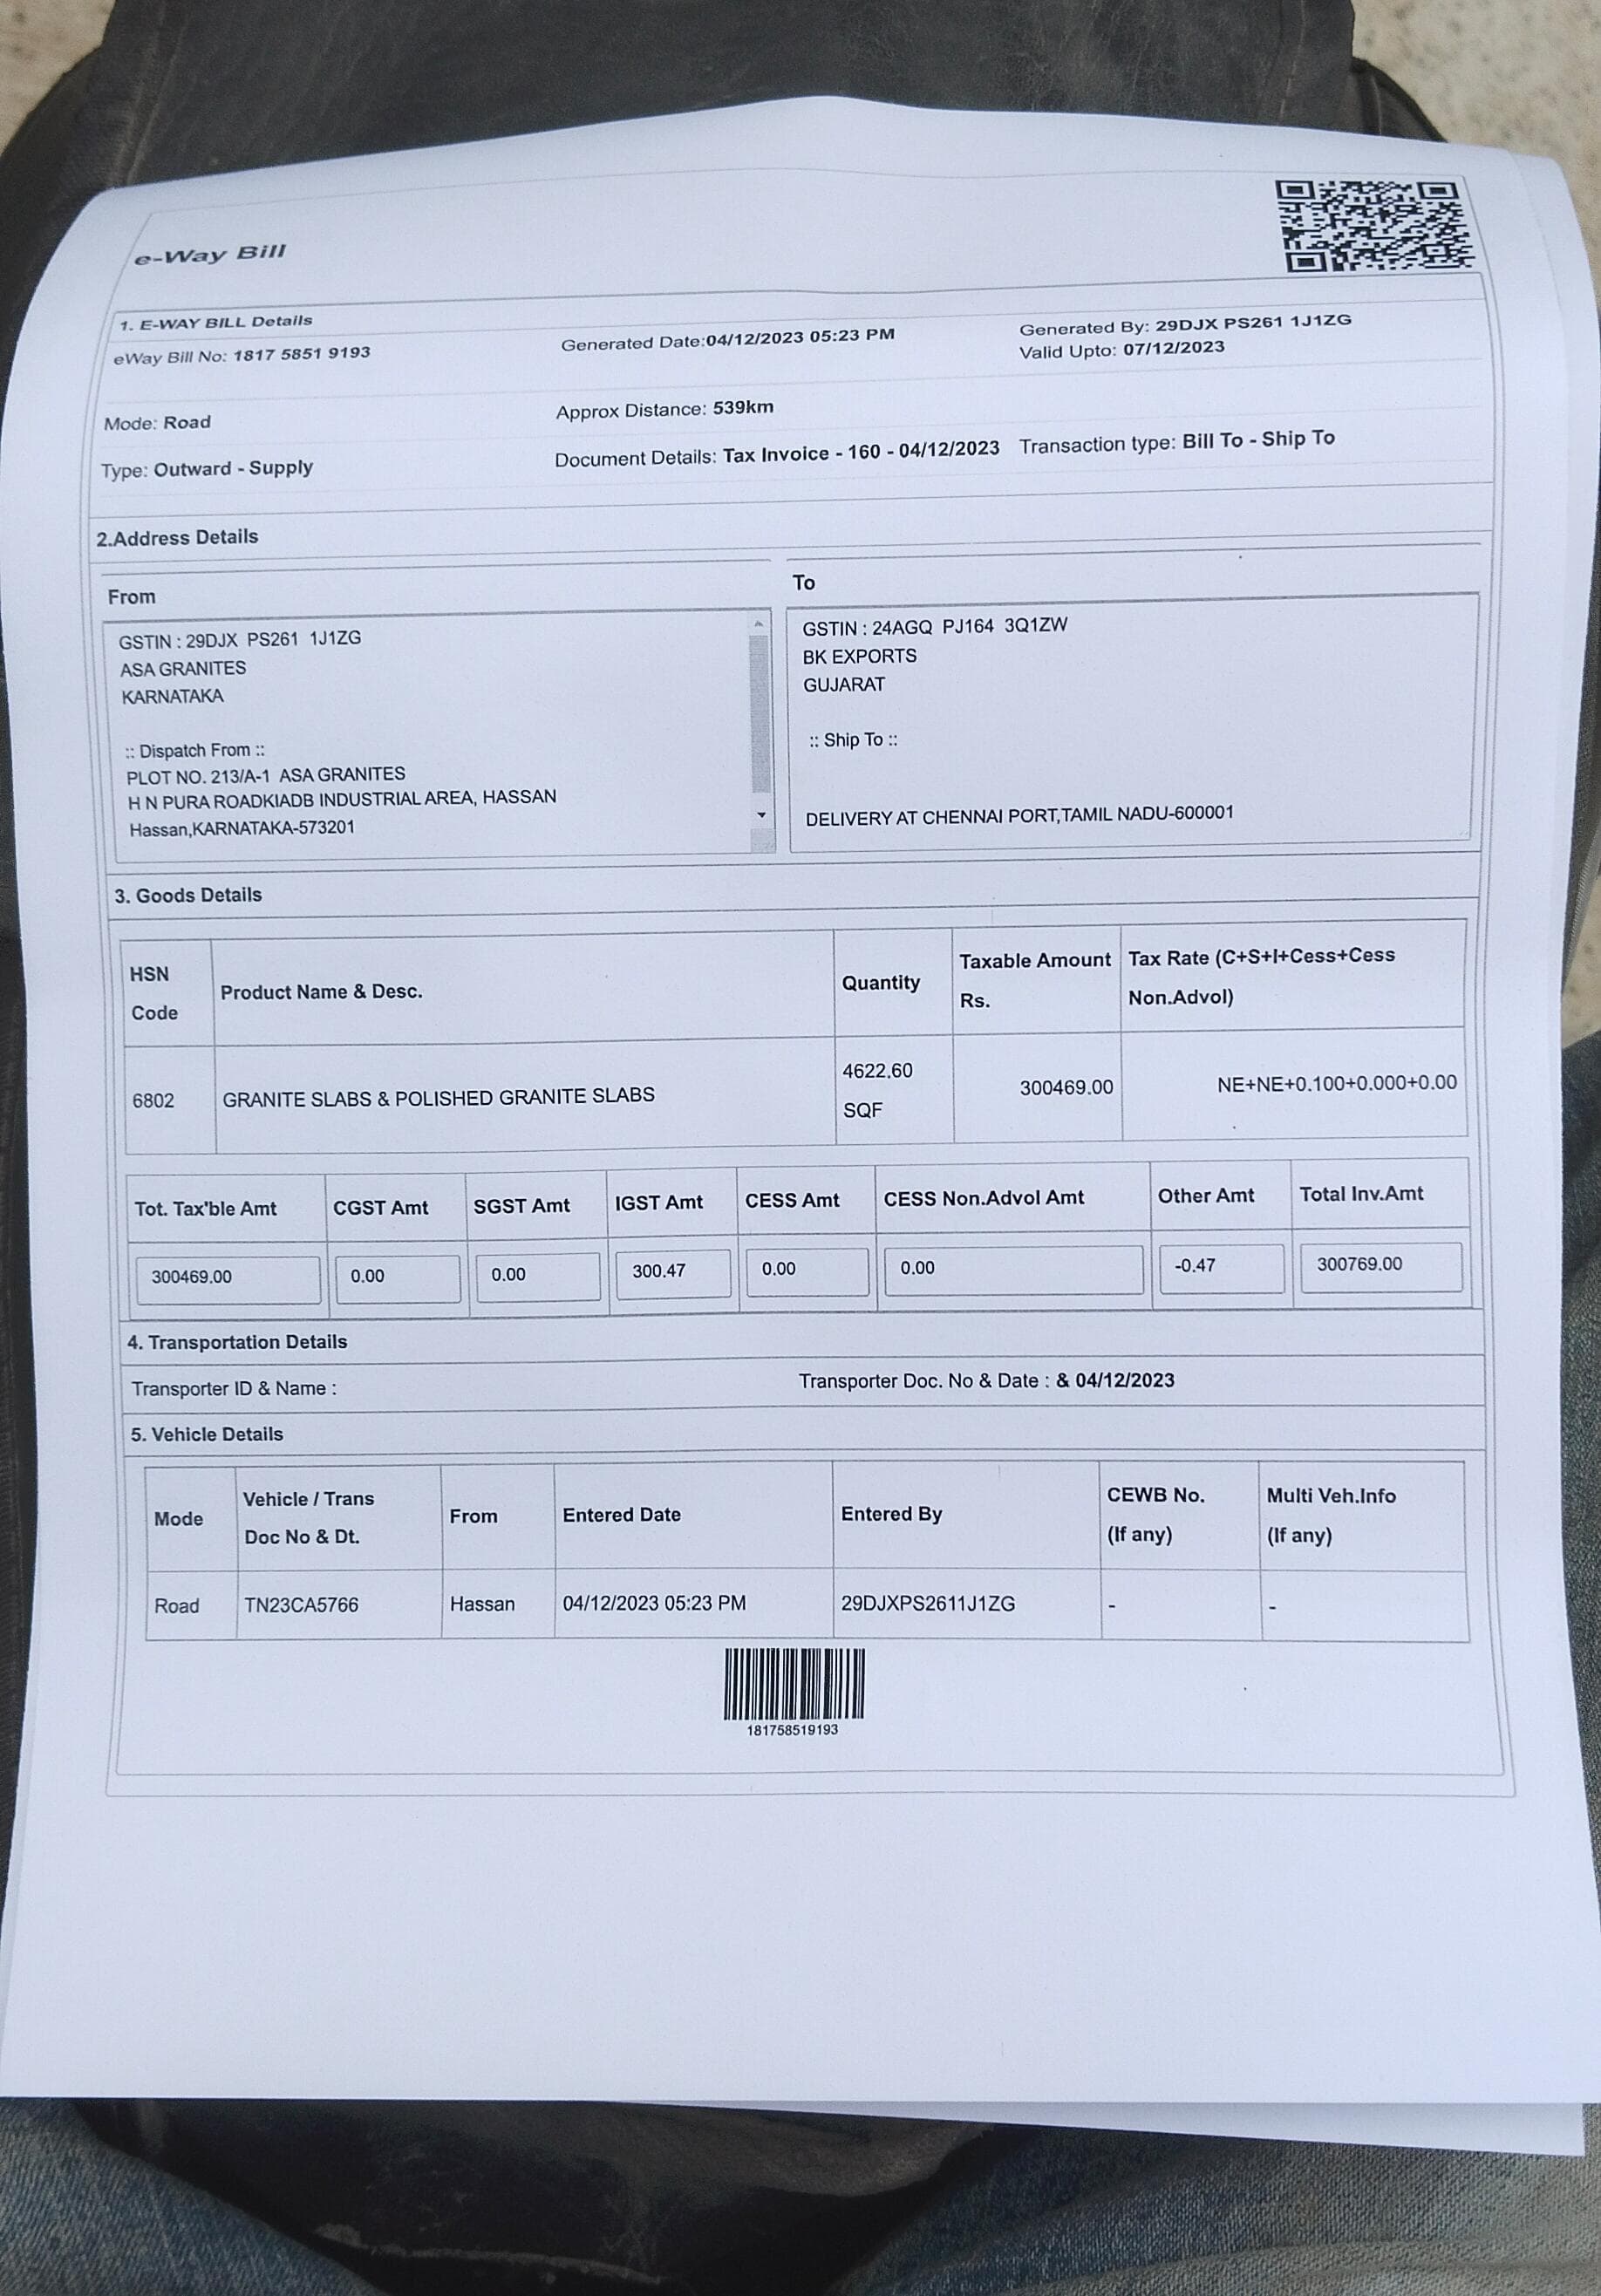 e-Way Bill
1. E-WAY BILL Details
eWay Bill No: 1817 5851 9193 Generated Date:04/12/2023 05:23 PM Generated By: 29DJX PS261 1J1ZG
Valid Upto: 07/12/2023
Mode: Road Approx Distance: 539km
Type: Outward - Supply Document Details: Tax Invoice - 160 - 04/12/2023 Transaction type: Bill To - Ship To
2.Address Details
From
GSTIN : 29DJX PS261 1J1ZG
ASA GRANITES
KARNATAKA
:: Dispatch From ::
PLOT NO. 213/A-1 ASA GRANITES
H N PURA ROADKIADB INDUSTRIAL AREA, HASSAN
Hassan,KARNATAKA-573201
To
GSTIN : 24AGQ PJ164 3Q1ZW
BK EXPORTS
GUJARAT
:: Ship To ::
DELIVERY AT CHENNAI PORT,TAMIL NADU-600001
3. Goods Details
HSN Code Product Name & Desc. Quantity Taxable Amount Rs. Tax Rate (C+S+I+Cess+Cess Non.Advol)
6802 GRANITE SLABS & POLISHED GRANITE SLABS 4622.60 SQF 300469.00 NE+NE+0.100+0.000+0.00
Tot. Tax'ble Amt CGST Amt SGST Amt IGST Amt CESS Amt CESS Non.Advol Amt Other Amt Total Inv.Amt
300469.00 0.00 0.00 300.47 0.00 0.00 -0.47 300769.00
4. Transportation Details
Transporter ID & Name : Transporter Doc. No & Date : & 04/12/2023
5. Vehicle Details
Mode Vehicle / Trans Doc No & Dt. From Entered Date Entered By CEWB No. (If any) Multi Veh.Info (If any)
Road TN23CA5766 Hassan 04/12/2023 05:23 PM 29DJXPS2611J1ZG - -
181758519193